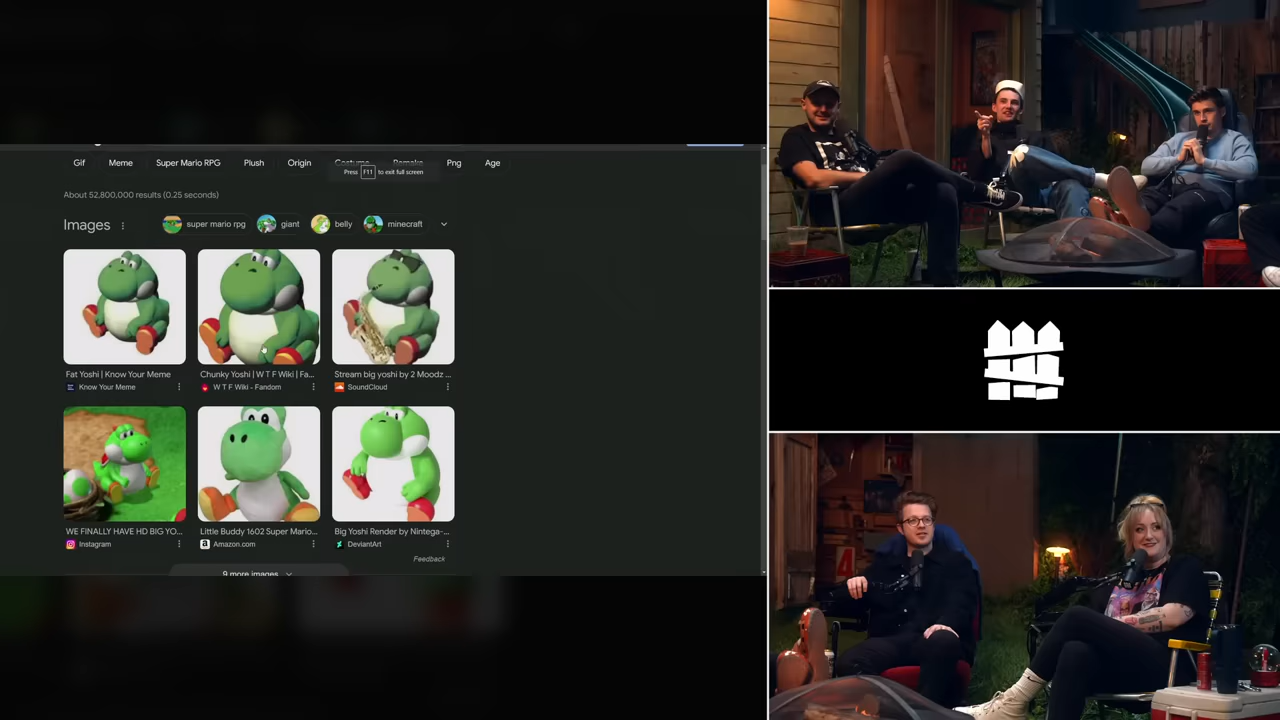 Gif Meme Super Mario RPG Plush Origin Costume Remake Png Age
Press F11 to exit full screen
About 52,800,000 results (0.25 seconds)
Images super mario rpg giant belly minecraft
Fat Yoshi | Know Your Meme
Know Your Meme
Chunky Yoshi | W T F Wiki | Fa...
W T F Wiki - Fandom
Stream big yoshi by 2 Moodz ...
SoundCloud
WE FINALLY HAVE HD BIG YO...
Instagram
Little Buddy 1602 Super Mario...
Amazon.com
Big Yoshi Render by Nintega-...
DeviantArt
Feedback
9 more images